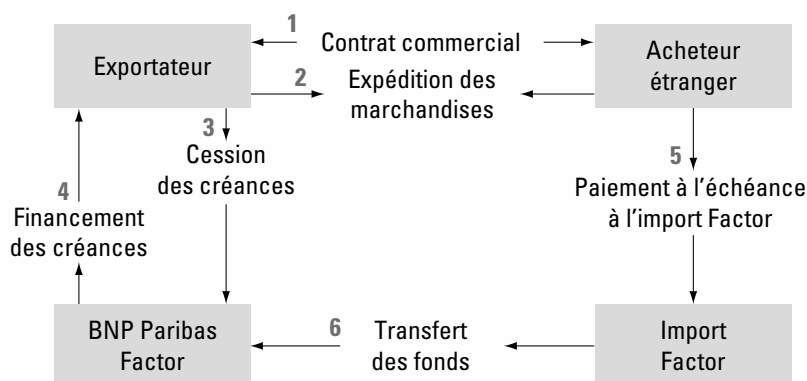 1
Contrat commercial
Exportateur
Acheteur
étranger
2
Expédition des
marchandises
3
Cession
des créances
4
Financement
des créances
5
Paiement à l'échéance
à l'import Factor
BNP Paribas
Factor
6
Transfert
des fonds
Import
Factor